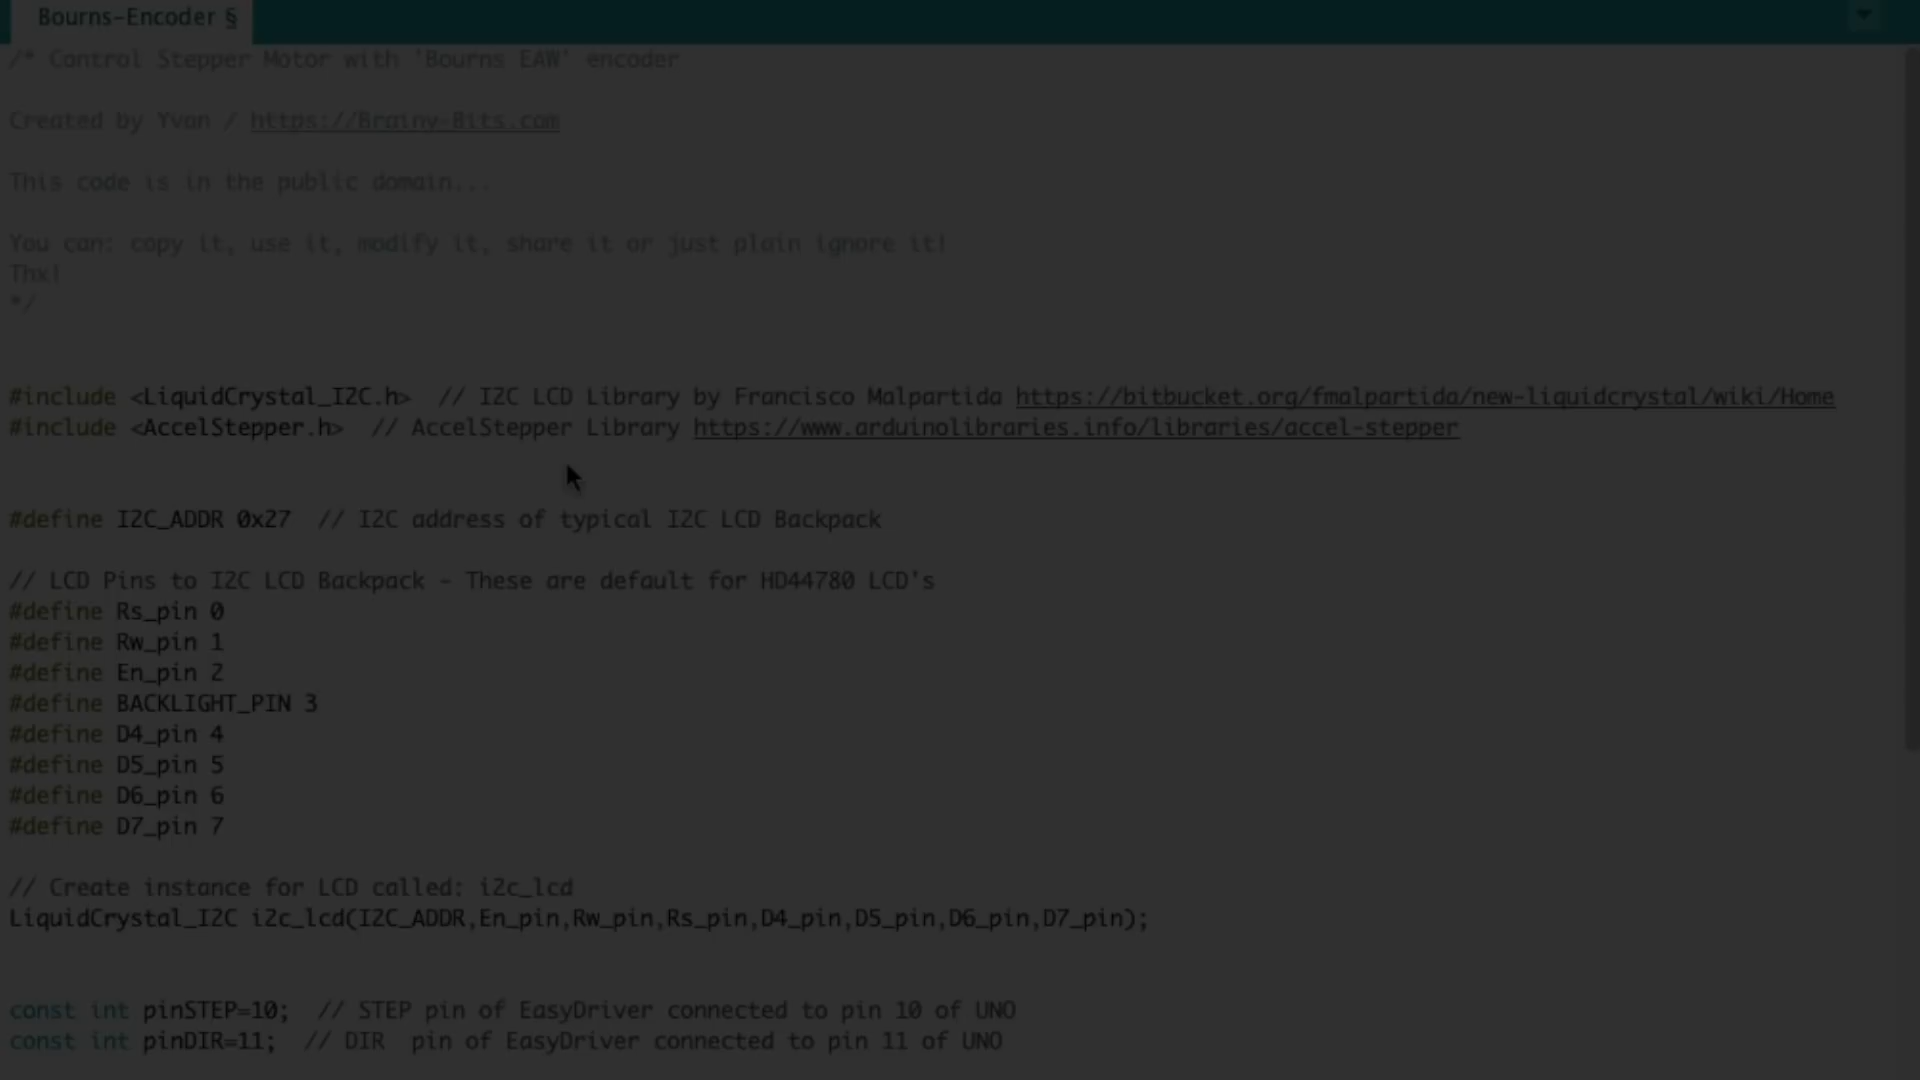 Bourns-Encoder §
/* Control Stepper Motor with 'Bourns EAW' encoder
Created by Yvan / https://Brainy-Bits.com
This code is in the public domain...
You can: copy it, use it, modify it, share it or just plain ignore it!
Thx!
*/
#include <LiquidCrystal_I2C.h>  // I2C LCD Library by Francisco Malpartida https://bitbucket.org/fmalpartida/new-liquidcrystal/wiki/Home
#include <AccelStepper.h>  // AccelStepper Library https://www.arduinolibraries.info/libraries/accel-stepper
#define I2C_ADDR 0x27  // I2C address of typical I2C LCD Backpack
// LCD Pins to I2C LCD Backpack - These are default for HD44780 LCD's
#define Rs_pin 0
#define Rw_pin 1
#define En_pin 2
#define BACKLIGHT_PIN 3
#define D4_pin 4
#define D5_pin 5
#define D6_pin 6
#define D7_pin 7
// Create instance for LCD called: i2c_lcd
LiquidCrystal_I2C i2c_lcd(I2C_ADDR,En_pin,Rw_pin,Rs_pin,D4_pin,D5_pin,D6_pin,D7_pin);
const int pinSTEP=10;  // STEP pin of EasyDriver connected to pin 10 of UNO
const int pinDIR=11;  // DIR  pin of EasyDriver connected to pin 11 of UNO